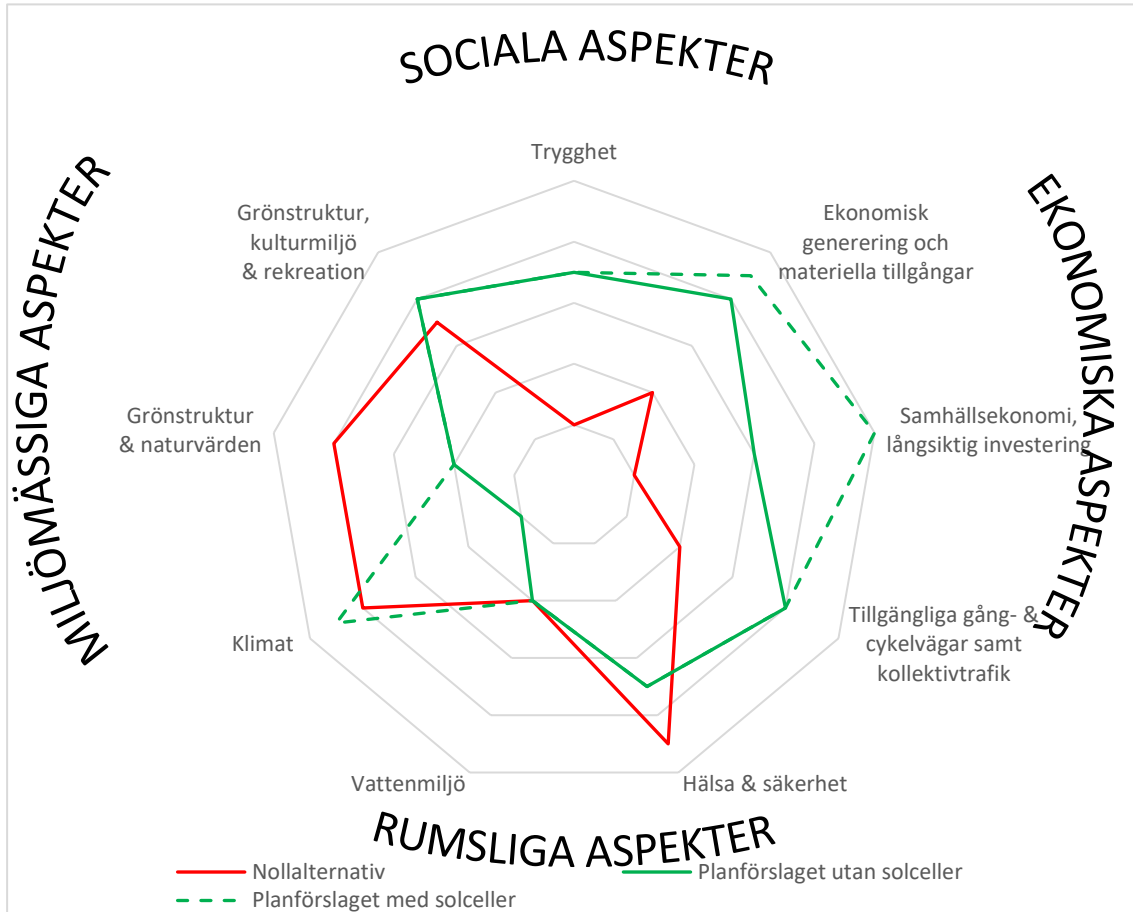 SOCIALA ASPEKTER
Trygghet
Grönstruktur,
kulturmiljö
& rekreation
Ekonomisk
generering och
materiella tillgångar
MILJÖMÄSSIGA ASPEKTER
EKONOMISKA ASPEKTER
Grönstruktur
& naturvärden
Samhällsekonomi,
långsiktig investering
Klimat
Tillgängliga gång- &
cykelvägar samt
kollektivtrafik
Vattenmiljö
Hälsa & säkerhet
RUMSLIGA ASPEKTER
Nollalternativ
Planförslaget utan solceller
Planförslaget med solceller